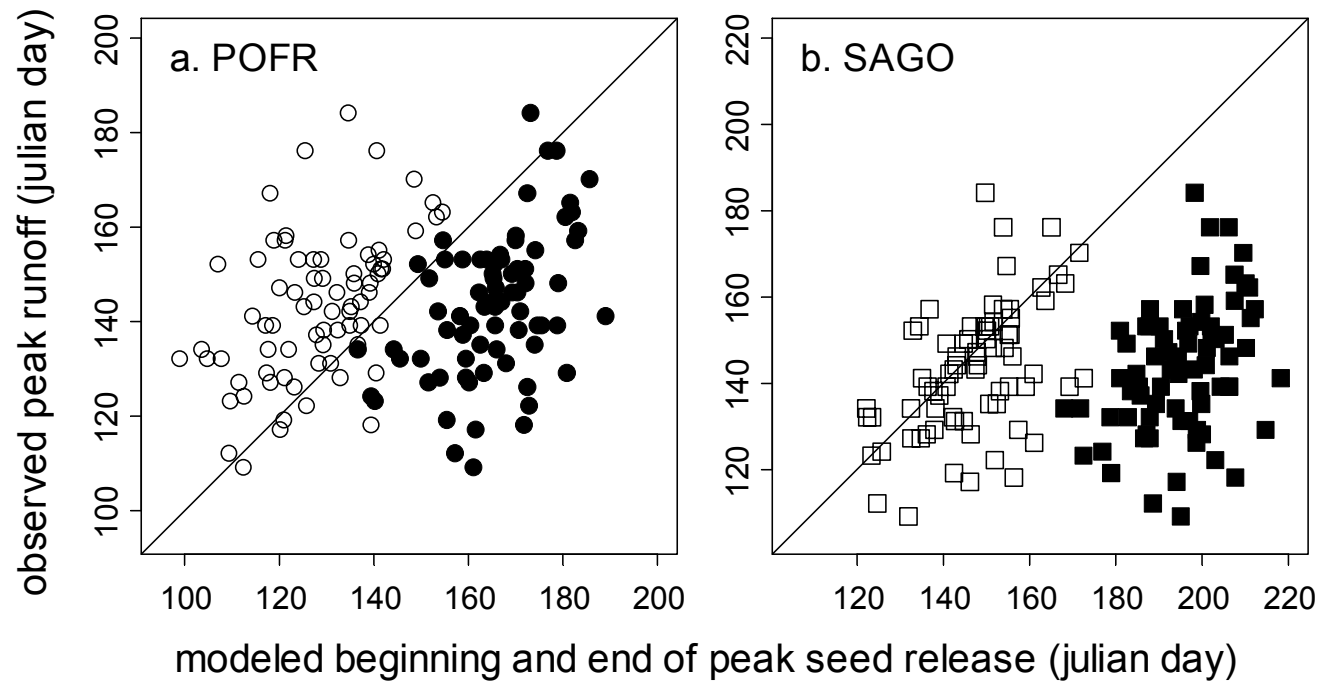 observed peak runoff (julian day)
a. POFR
200
180
160
140
120
100
100 120 140 160 180 200
b. SAGO
220
200
180
160
140
120
120 140 160 180 200 220
modeled beginning and end of peak seed release (julian day)